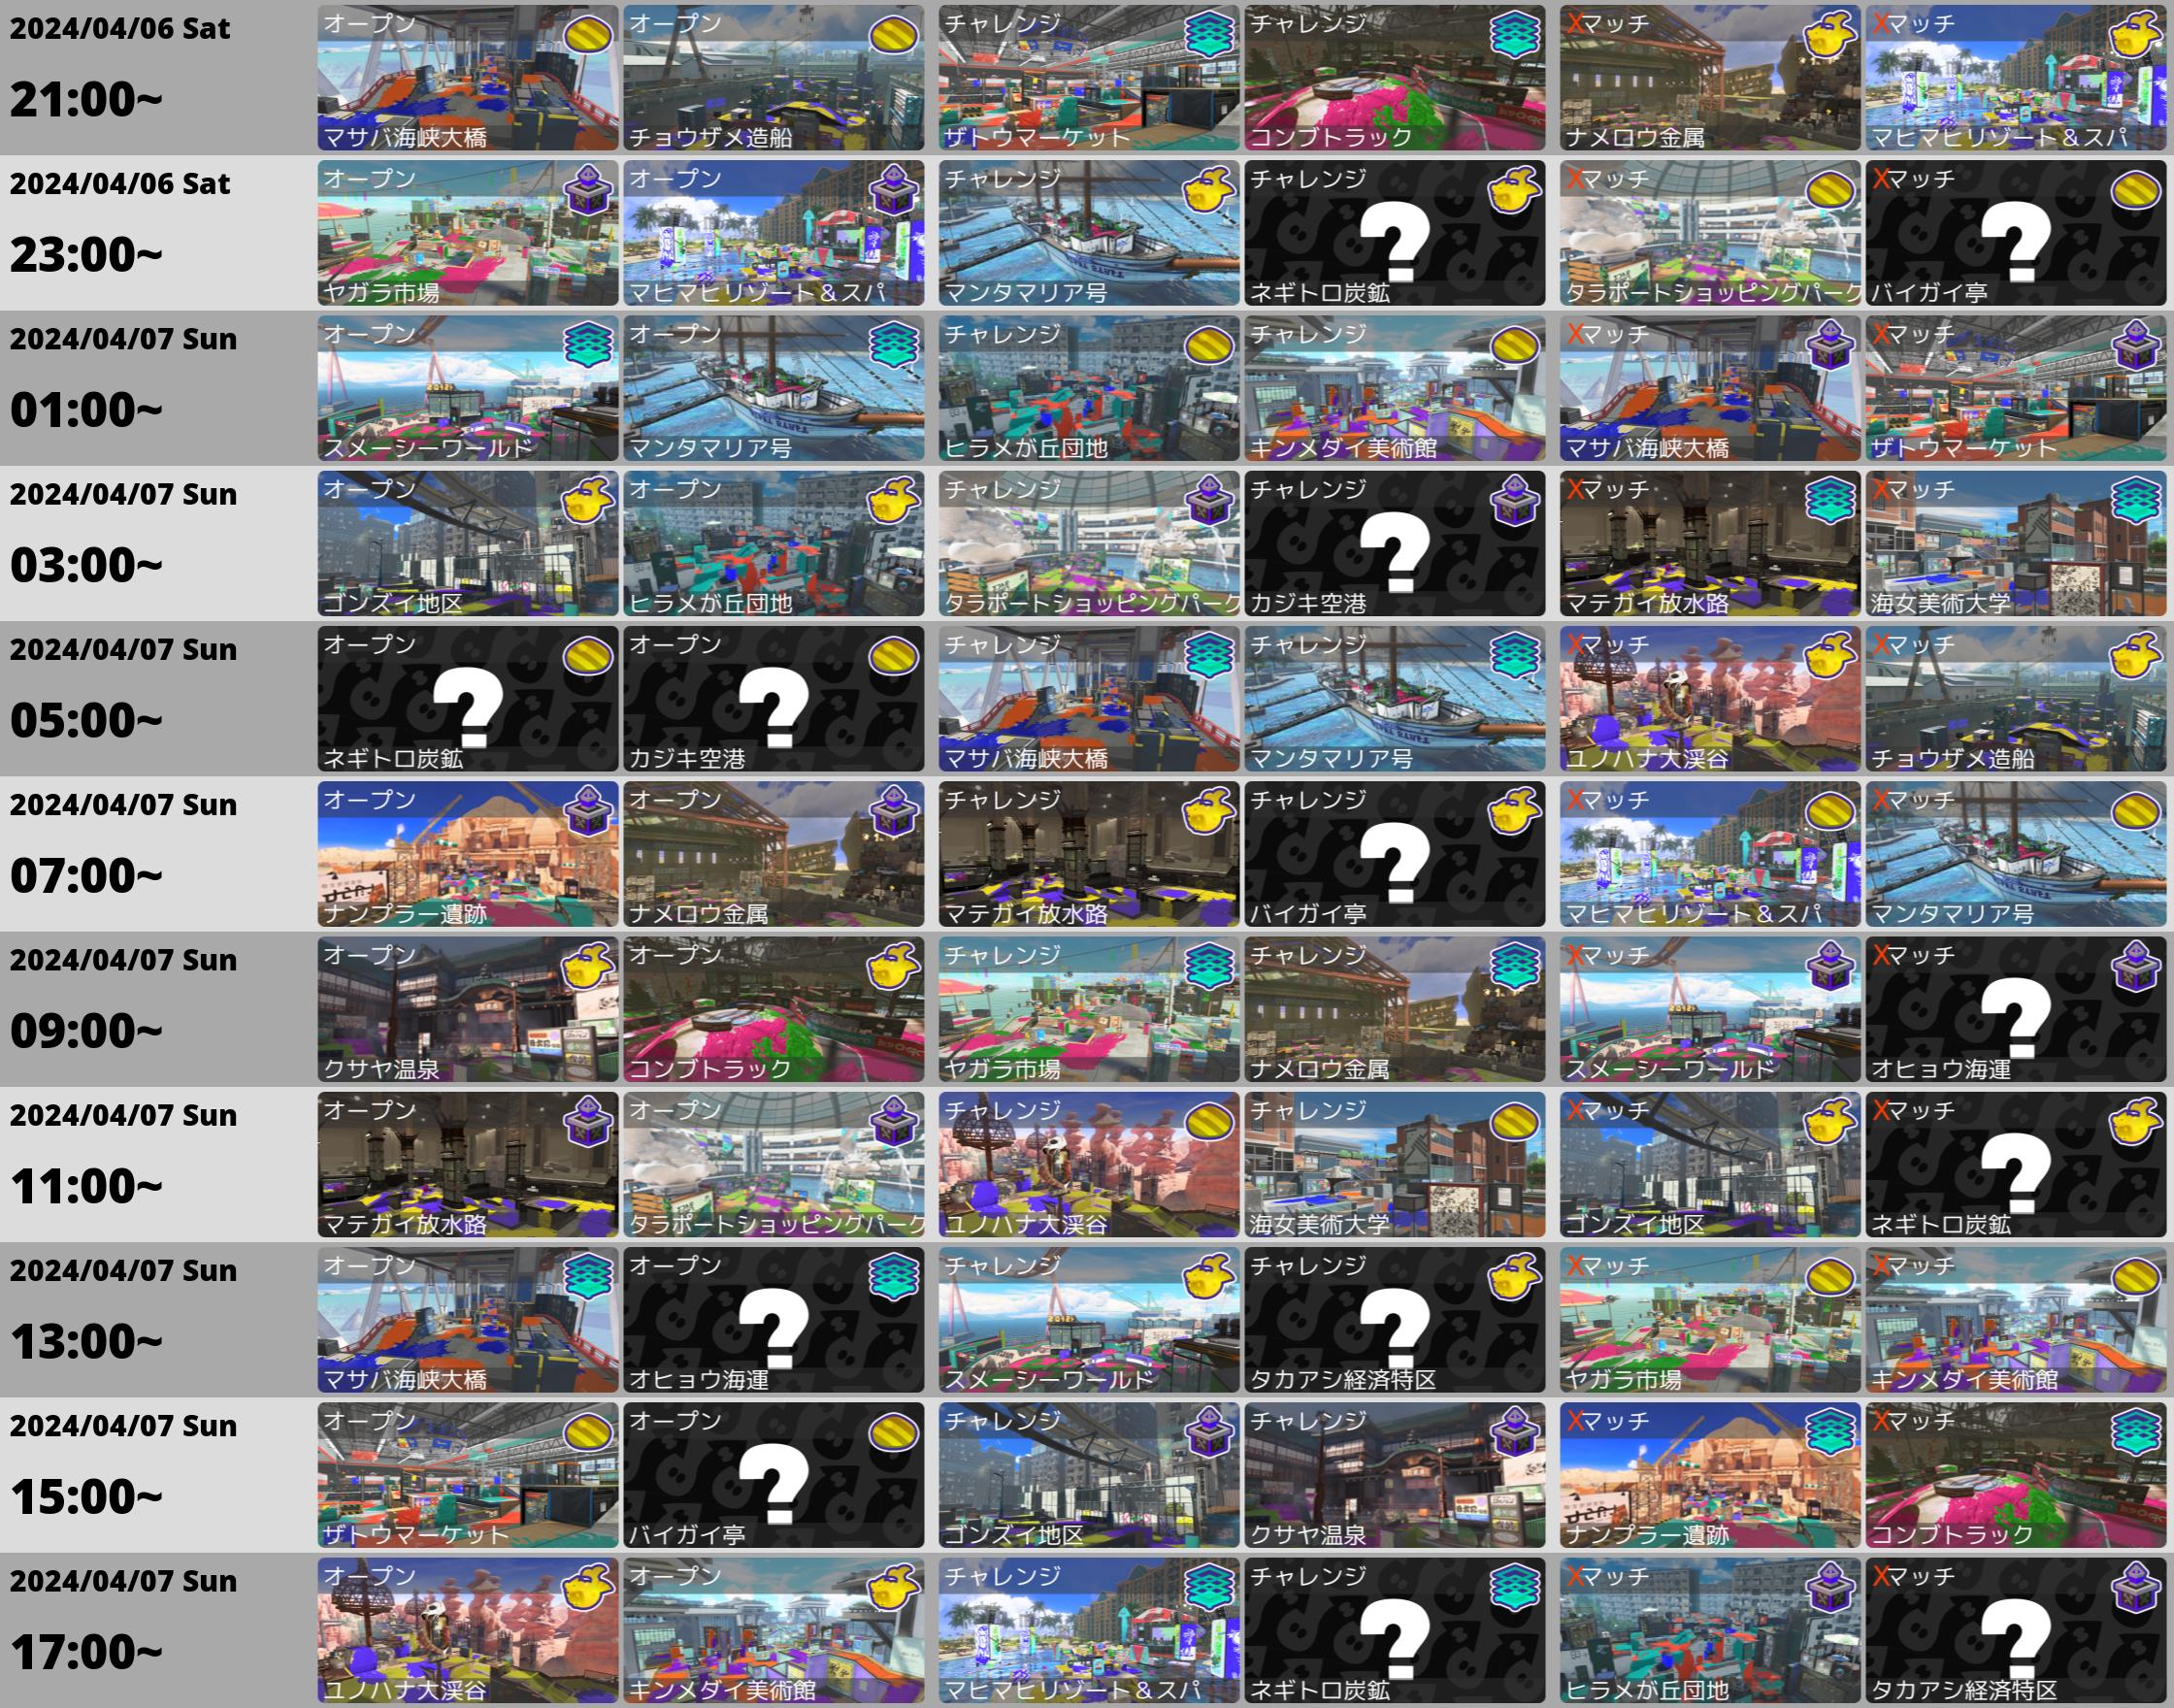 2024/04/06 Sat
21:00~
オープン オープン チャレンジ チャレンジ Xマッチ Xマッチ
マサバ海峡大橋 チョウザメ造船 ザトウマーケット コンブトラック ナメロウ金属 マヒマヒリゾート&スパ
2024/04/06 Sat
23:00~
オープン オープン チャレンジ チャレンジ Xマッチ Xマッチ
ヤガラ市場 マヒマヒリゾート&スパ マンタマリア号 ネギトロ炭鉱 タラポートショッピングパーク バイガイ亭
2024/04/07 Sun
01:00~
オープン オープン チャレンジ チャレンジ Xマッチ Xマッチ
スメーシーワールド マンタマリア号 ヒラメが丘団地 キンメダイ美術館 マサバ海峡大橋 ザトウマーケット
2024/04/07 Sun
03:00~
オープン オープン チャレンジ チャレンジ Xマッチ Xマッチ
ゴンズイ地区 ヒラメが丘団地 タラポートショッピングパーク カジキ空港 マテガイ放水路 海女美術大学
2024/04/07 Sun
05:00~
オープン オープン チャレンジ チャレンジ Xマッチ Xマッチ
ネギトロ炭鉱 カジキ空港 マサバ海峡大橋 マンタマリア号 ユノハナ大渓谷 チョウザメ造船
2024/04/07 Sun
07:00~
オープン オープン チャレンジ チャレンジ Xマッチ Xマッチ
ナンプラー遺跡 ナメロウ金属 マテガイ放水路 バイガイ亭 マヒマヒリゾート&スパ マンタマリア号
2024/04/07 Sun
09:00~
オープン オープン チャレンジ チャレンジ Xマッチ Xマッチ
クサヤ温泉 コンブトラック ヤガラ市場 ナメロウ金属 スメーシーワールド オヒョウ海運
2024/04/07 Sun
11:00~
オープン オープン チャレンジ チャレンジ Xマッチ Xマッチ
マテガイ放水路 タラポートショッピングパーク ユノハナ大渓谷 海女美術大学 ゴンズイ地区 ネギトロ炭鉱
2024/04/07 Sun
13:00~
オープン オープン チャレンジ チャレンジ Xマッチ Xマッチ
マサバ海峡大橋 オヒョウ海運 スメーシーワールド タカアシ経済特区 ヤガラ市場 キンメダイ美術館
2024/04/07 Sun
15:00~
オープン オープン チャレンジ チャレンジ Xマッチ Xマッチ
ザトウマーケット バイガイ亭 ゴンズイ地区 クサヤ温泉 ナンプラー遺跡 コンブトラック
2024/04/07 Sun
17:00~
オープン オープン チャレンジ チャレンジ Xマッチ Xマッチ
ユノハナ大渓谷 キンメダイ美術館 マヒマヒリゾート&スパ ネギトロ炭鉱 ヒラメが丘団地 タカアシ経済特区